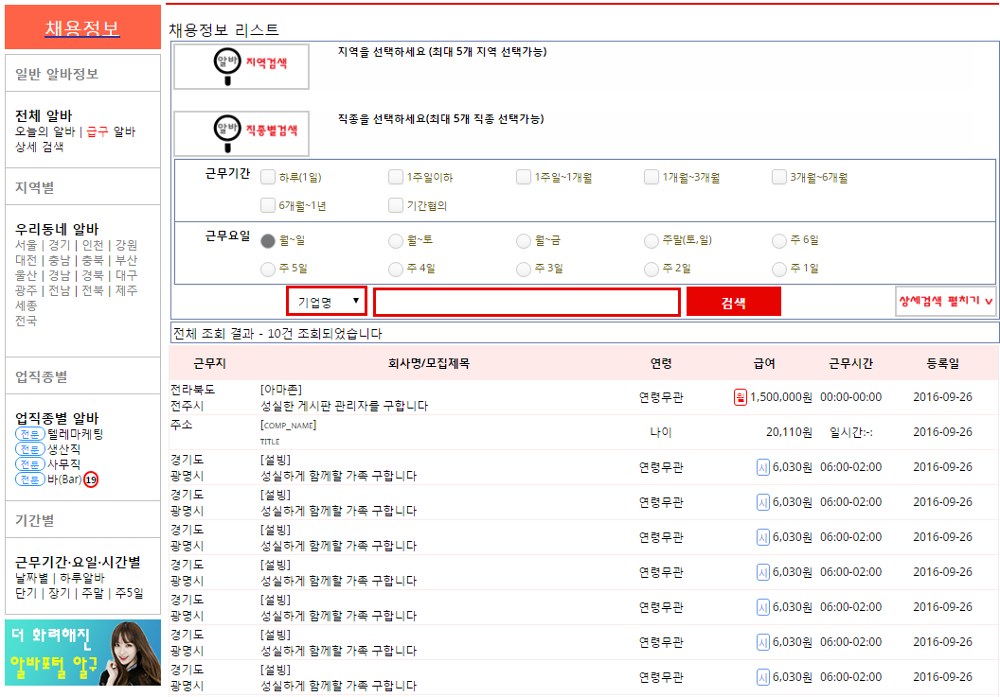 채용정보
일반 알바정보
전체 알바
오늘의 알바 | 급구 알바
상세 검색
지역별
우리동네 알바
서울 | 경기 | 인천 | 강원
대전 | 충남 | 충북 | 부산
울산 | 경남 | 경북 | 대구
광주 | 전남 | 전북 | 제주
세종
전국
업직종별
업직종별 알바
전문 텔레마케팅
전문 생산직
전문 사무직
전문 바(Bar) 19
기간별
근무기간·요일·시간별
날짜별 | 하루알바
단기 | 장기 | 주말 | 주5일
더 화려해진
알바포털 알구
채용정보 리스트
알바 지역검색 지역을 선택하세요 (최대 5개 지역 선택가능)
알바 직종별검색 직종을 선택하세요(최대 5개 직종 선택가능)
근무기간 하루(1일) 1주일이하 1주일~1개월 1개월~3개월 3개월~6개월
6개월~1년 기간협의
근무요일 월~일 월~토 월~금 주말(토,일) 주 6일
주 5일 주 4일 주 3일 주 2일 주 1일
기업명 ▼ 검색 상세검색 펼치기 ∨
전체 조회 결과 - 10건 조회되었습니다
근무지 회사명/모집제목 연령 급여 근무시간 등록일
전라북도 [아마존]
전주시 성실한 게시판 관리자를 구합니다 연령무관 월 1,500,000원 00:00-00:00 2016-09-26
주소 [COMP_NAME]
TITLE 나이 20,110원 일시간:-: 2016-09-26
경기도 [설빙]
광명시 성실하게 함께할 가족 구합니다 연령무관 시 6,030원 06:00-02:00 2016-09-26
경기도 [설빙]
광명시 성실하게 함께할 가족 구합니다 연령무관 시 6,030원 06:00-02:00 2016-09-26
경기도 [설빙]
광명시 성실하게 함께할 가족 구합니다 연령무관 시 6,030원 06:00-02:00 2016-09-26
경기도 [설빙]
광명시 성실하게 함께할 가족 구합니다 연령무관 시 6,030원 06:00-02:00 2016-09-26
경기도 [설빙]
광명시 성실하게 함께할 가족 구합니다 연령무관 시 6,030원 06:00-02:00 2016-09-26
경기도 [설빙]
광명시 성실하게 함께할 가족 구합니다 연령무관 시 6,030원 06:00-02:00 2016-09-26
경기도 [설빙]
광명시 성실하게 함께할 가족 구합니다 연령무관 시 6,030원 06:00-02:00 2016-09-26